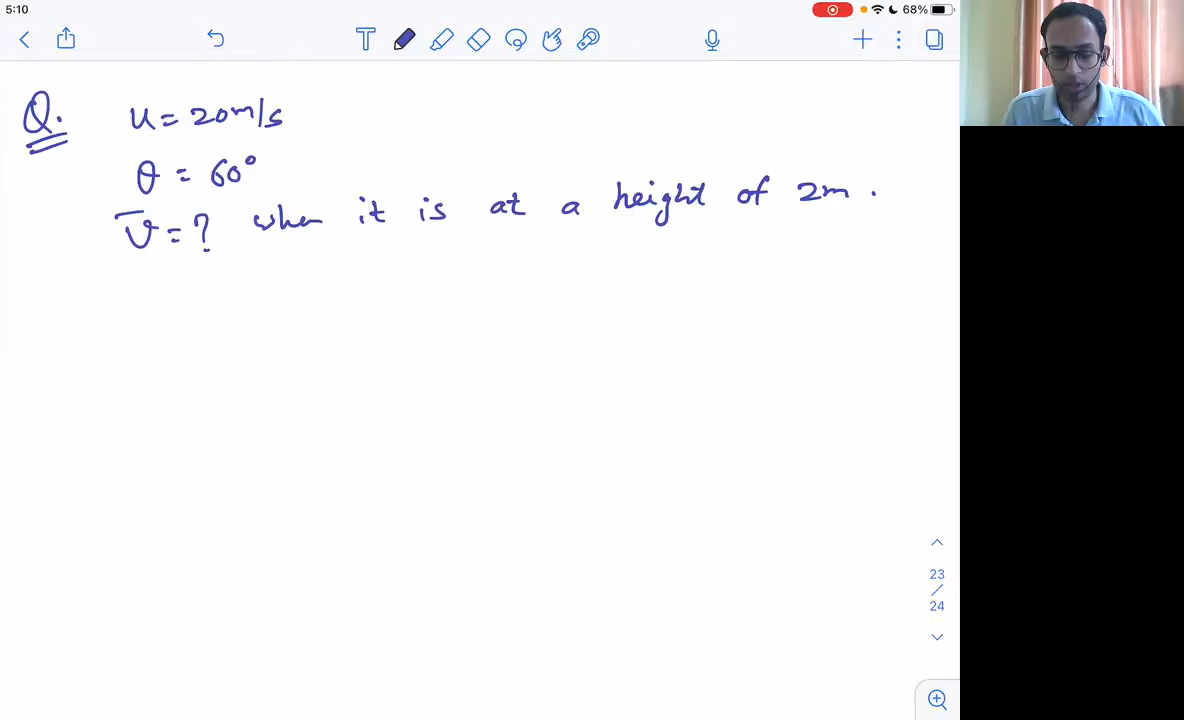 5:10
68%
T
Q. u = 20m/s
θ = 60°
v̅ = ? when it is at a height of 2m.
23
/
24